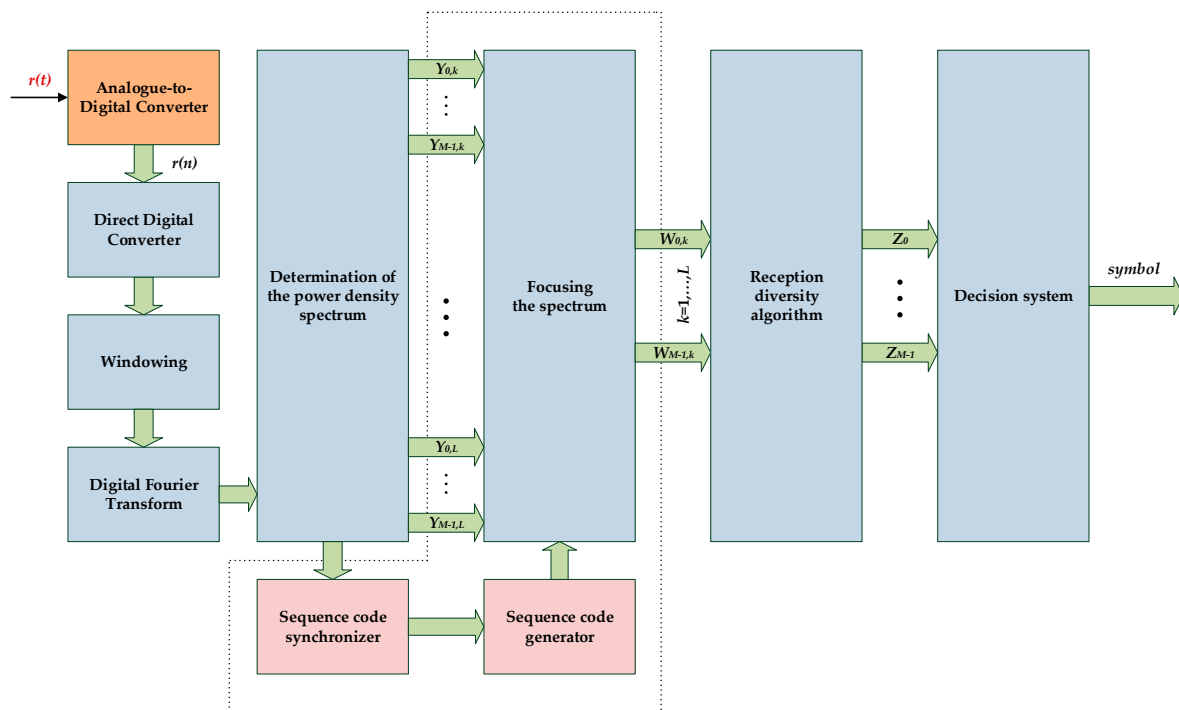 r(t)
Analogue-to-
Digital Converter
r(n)
Direct Digital
Converter
Windowing
Digital Fourier
Transform
Determination of
the power density
spectrum
Y0,k
⋮
YM-1,k
⋮
Y0,L
⋮
YM-1,L
Focusing
the spectrum
Sequence code
synchronizer
Sequence code
generator
W0,k
k=1,...,L
WM-1,k
Reception
diversity
algorithm
Z0
⋮
ZM-1
Decision system
symbol